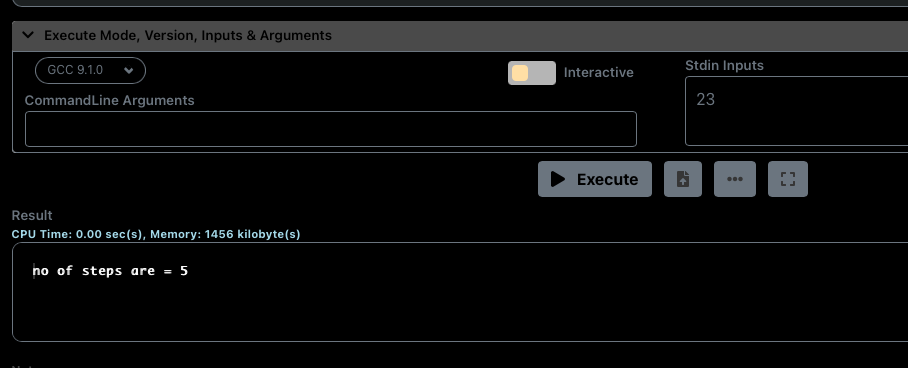 Execute Mode, Version, Inputs & Arguments
GCC 9.1.0
Interactive
Stdin Inputs
CommandLine Arguments
23
Execute
Result
CPU Time: 0.00 sec(s), Memory: 1456 kilobyte(s)
no of steps are = 5